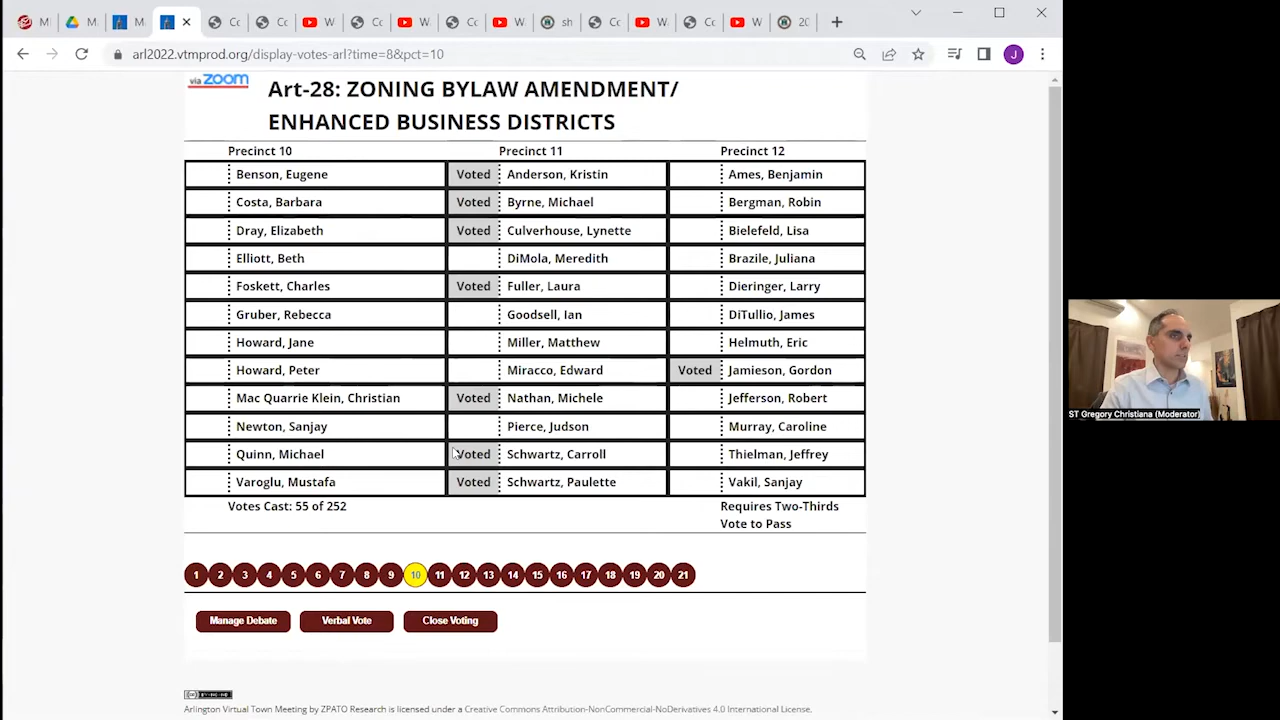 M
M
M
Co
Co
W
Co
W
Co
W
sh
Co
W
Co
W
20
arl2022.vtmprod.org/display-votes-arl?time=8&pct=10
J
via zoom
Art-28: ZONING BYLAW AMENDMENT/
ENHANCED BUSINESS DISTRICTS
Precinct 10 Precinct 11 Precinct 12
Benson, Eugene Voted Anderson, Kristin Ames, Benjamin
Costa, Barbara Voted Byrne, Michael Bergman, Robin
Dray, Elizabeth Voted Culverhouse, Lynette Bielefeld, Lisa
Elliott, Beth DiMola, Meredith Brazile, Juliana
Foskett, Charles Voted Fuller, Laura Dieringer, Larry
Gruber, Rebecca Goodsell, Ian DiTullio, James
Howard, Jane Miller, Matthew Helmuth, Eric
Howard, Peter Miracco, Edward Voted Jamieson, Gordon
Mac Quarrie Klein, Christian Voted Nathan, Michele Jefferson, Robert
Newton, Sanjay Pierce, Judson Murray, Caroline
Quinn, Michael Voted Schwartz, Carroll Thielman, Jeffrey
Varoglu, Mustafa Voted Schwartz, Paulette Vakil, Sanjay
Votes Cast: 55 of 252 Requires Two-Thirds
Vote to Pass
1 2 3 4 5 6 7 8 9 10 11 12 13 14 15 16 17 18 19 20 21
Manage Debate Verbal Vote Close Voting
Arlington Virtual Town Meeting by ZPATO Research is licensed under a Creative Commons Attribution-NonCommercial-NoDerivatives 4.0 International License.
ST Gregory Christiana (Moderator)